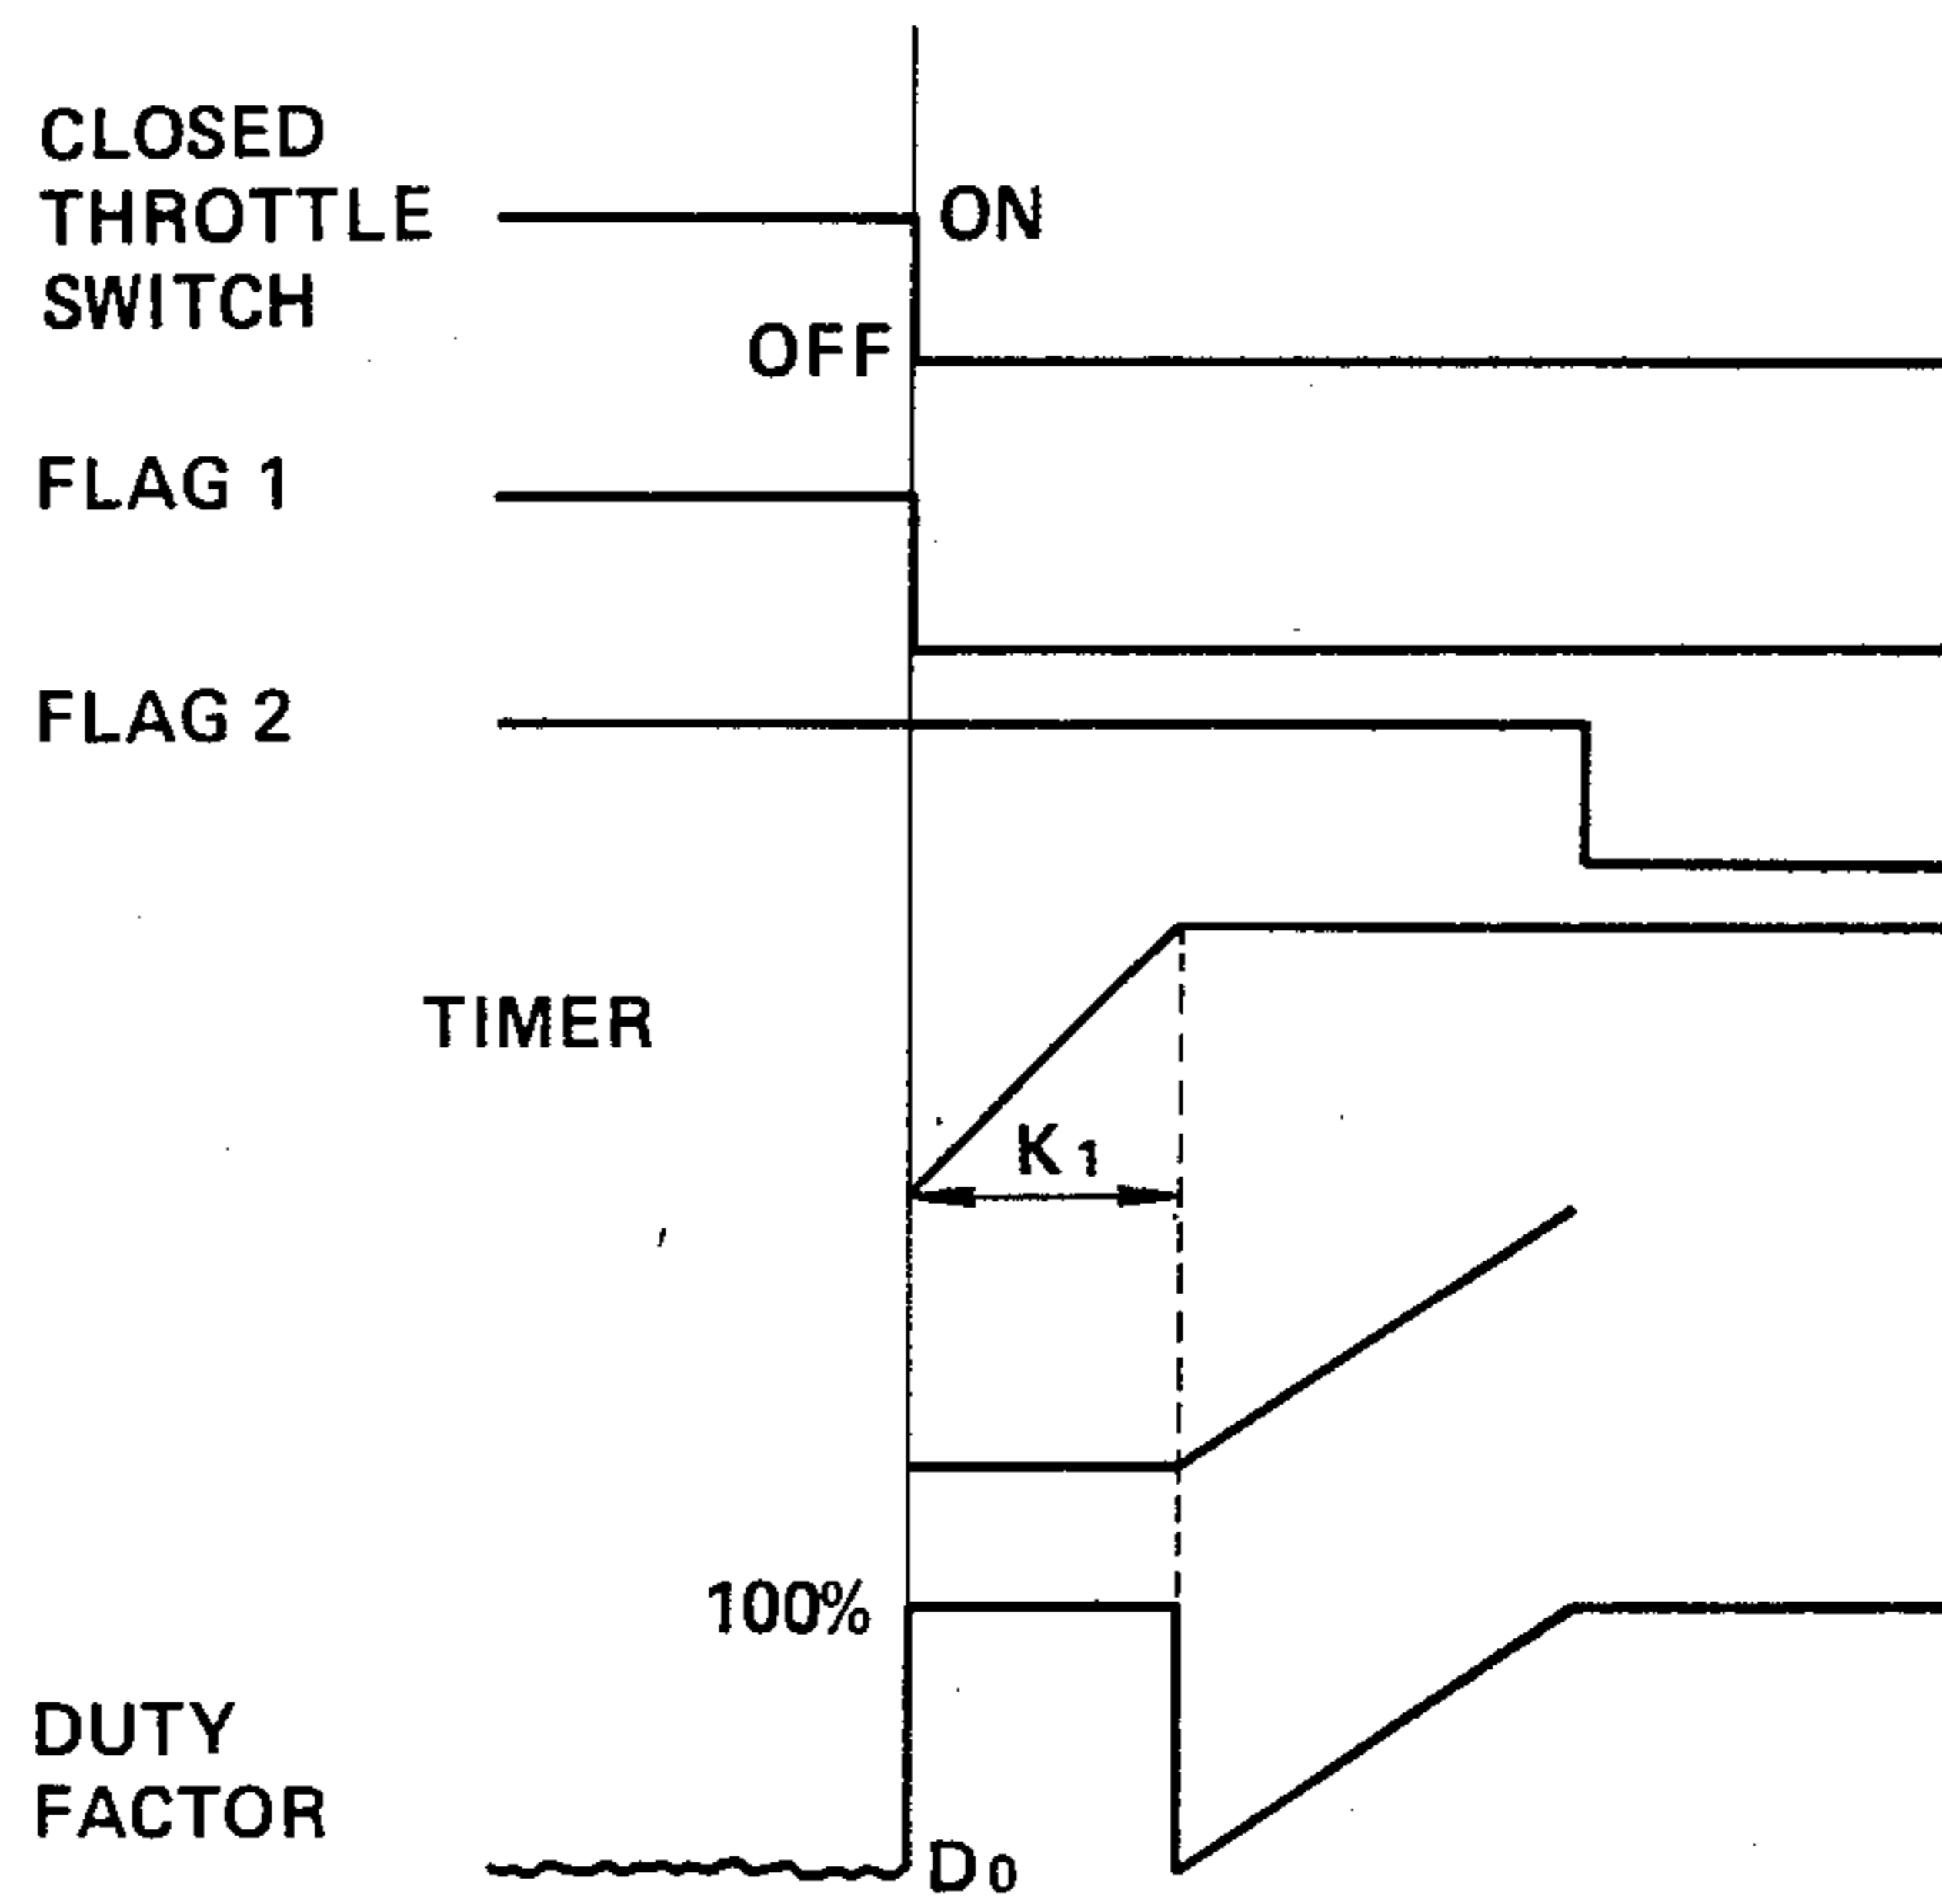 CLOSED
THROTTLE
SWITCH
ON
OFF
FLAG 1
FLAG 2
TIMER
K1
100%
DUTY
FACTOR
D0